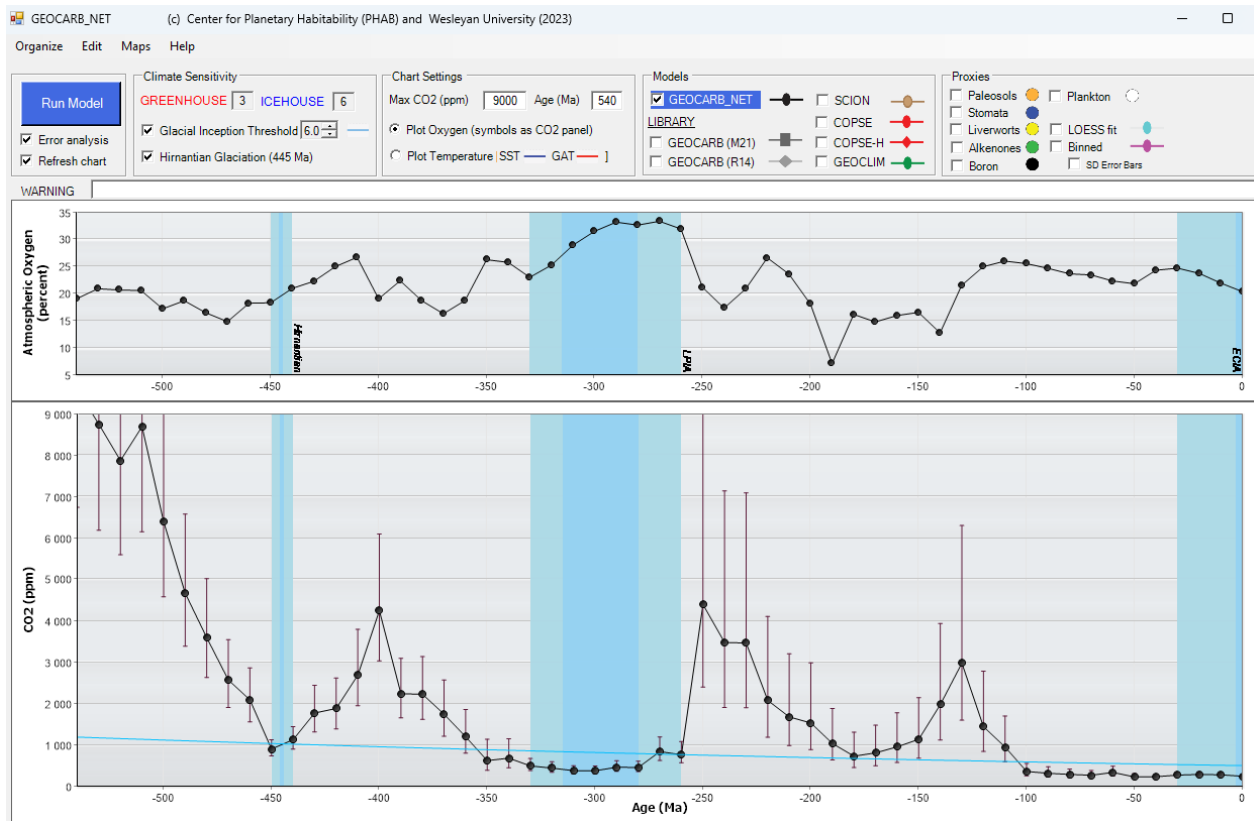 GEOCARB_NET (c) Center for Planetary Habitability (PHAB) and Wesleyan University (2023)
Organize Edit Maps Help
Run Model
Error analysis
Refresh chart
Climate Sensitivity
GREENHOUSE 3 ICEHOUSE 6
Glacial Inception Threshold 6.0
Hirnantian Glaciation (445 Ma)
Chart Settings
Max CO2 (ppm) 9000 Age (Ma) 540
Plot Oxygen (symbols as CO2 panel)
Plot Temperature [ SST GAT ]
Models
GEOCARB_NET
LIBRARY
GEOCARB (M21)
GEOCARB (R14)
SCION
COPSE
COPSE-H
GEOCLIM
Proxies
Paleosols
Stomata
Liverworts
Alkenones
Boron
Plankton
LOESS fit
Binned
SD Error Bars
WARNING
Atmospheric Oxygen
(percent)
35
30
25
20
15
10
5
Hirnantian
LPIA
ECIA
-500 -450 -400 -350 -300 -250 -200 -150 -100 -50 0
CO2 (ppm)
9 000
8 000
7 000
6 000
5 000
4 000
3 000
2 000
1 000
0
-500 -450 -400 -350 -300 -250 -200 -150 -100 -50 0
Age (Ma)